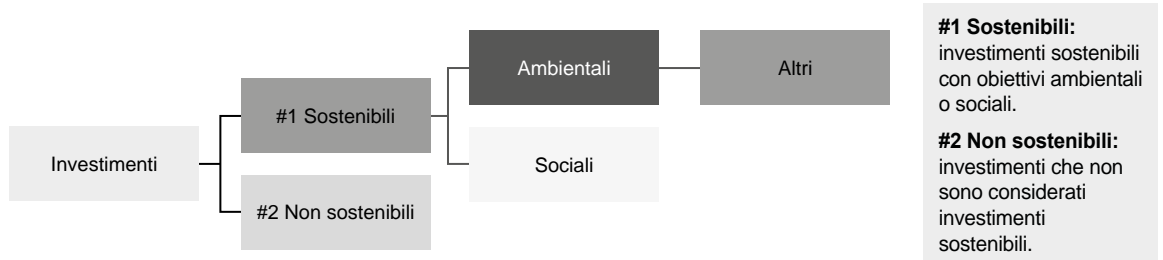 Investimenti
#1 Sostenibili
#2 Non sostenibili
Ambientali
Sociali
Altri
#1 Sostenibili:
investimenti sostenibili
con obiettivi ambientali
o sociali.
#2 Non sostenibili:
investimenti che non
sono considerati
investimenti
sostenibili.